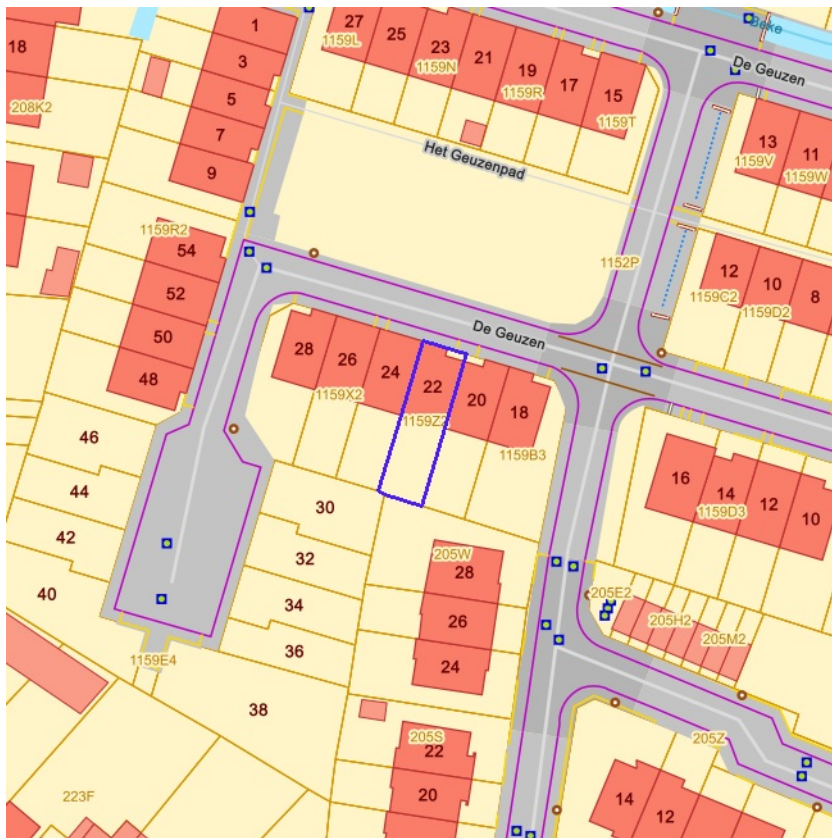 1
27
25
23
21
19
17
15
1159L
1159N
1159R
1159T
Beke
De Geuzen
18
208K2
3
5
7
9
Het Geuzenpad
13
11
1159V
1159W
1159R2
54
52
50
48
1152P
12
10
8
1159C2
1159D2
De Geuzen
28
26
24
22
20
18
1159X2
1159Z2
1159B3
46
44
42
40
30
32
34
36
38
16
14
12
10
1159D3
205W
28
26
24
205E2
205H2
205M2
1159E4
205S
22
20
205Z
223F
14
12